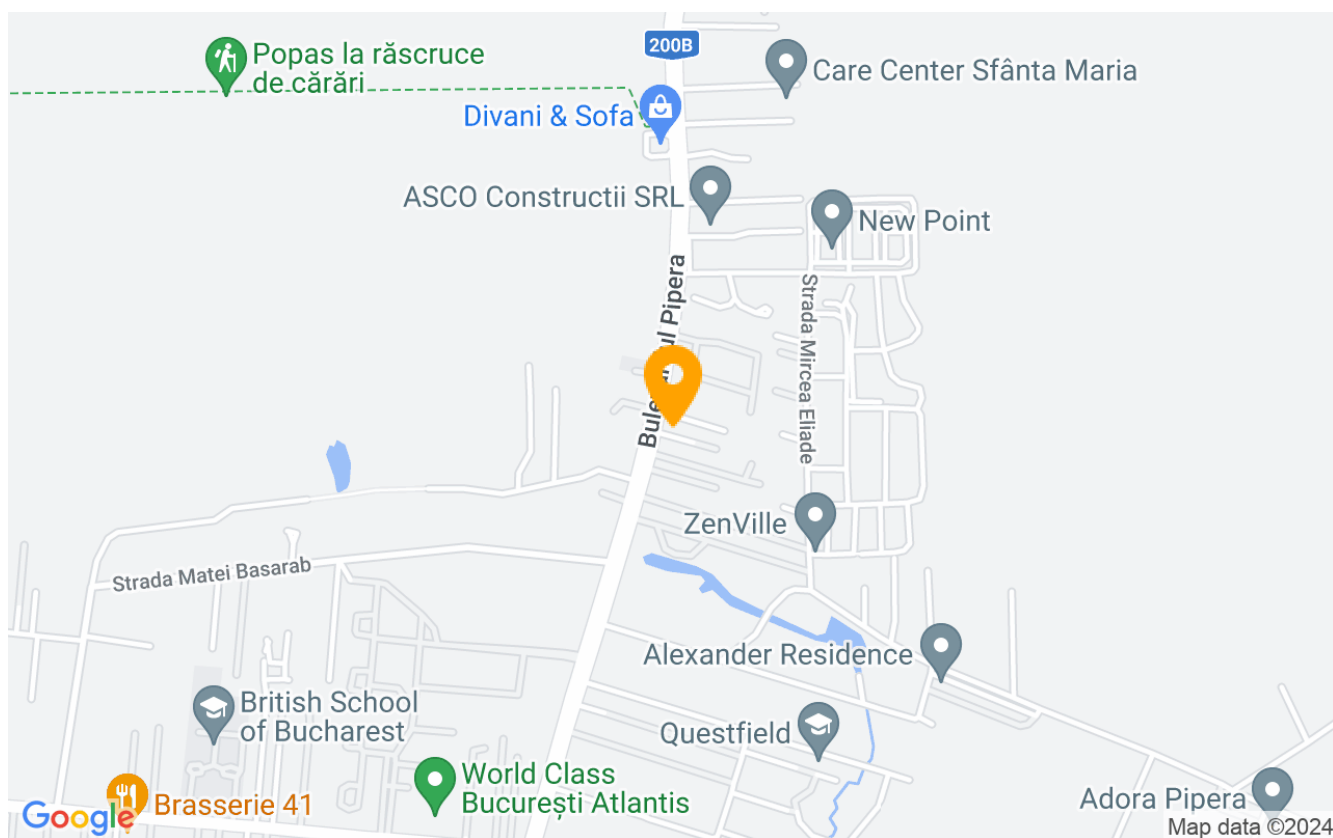 200B
Popas la răscruce
de cărări
Care Center Sfânta Maria
Divani & Sofa
ASCO Constructii SRL
New Point
Strada Mircea Eliade
ZenVille
Strada Matei Basarab
Alexander Residence
British School
of Bucharest
Questfield
World Class
București Atlantis
Brasserie 41
Adora Pipera
Google
Map data ©2024